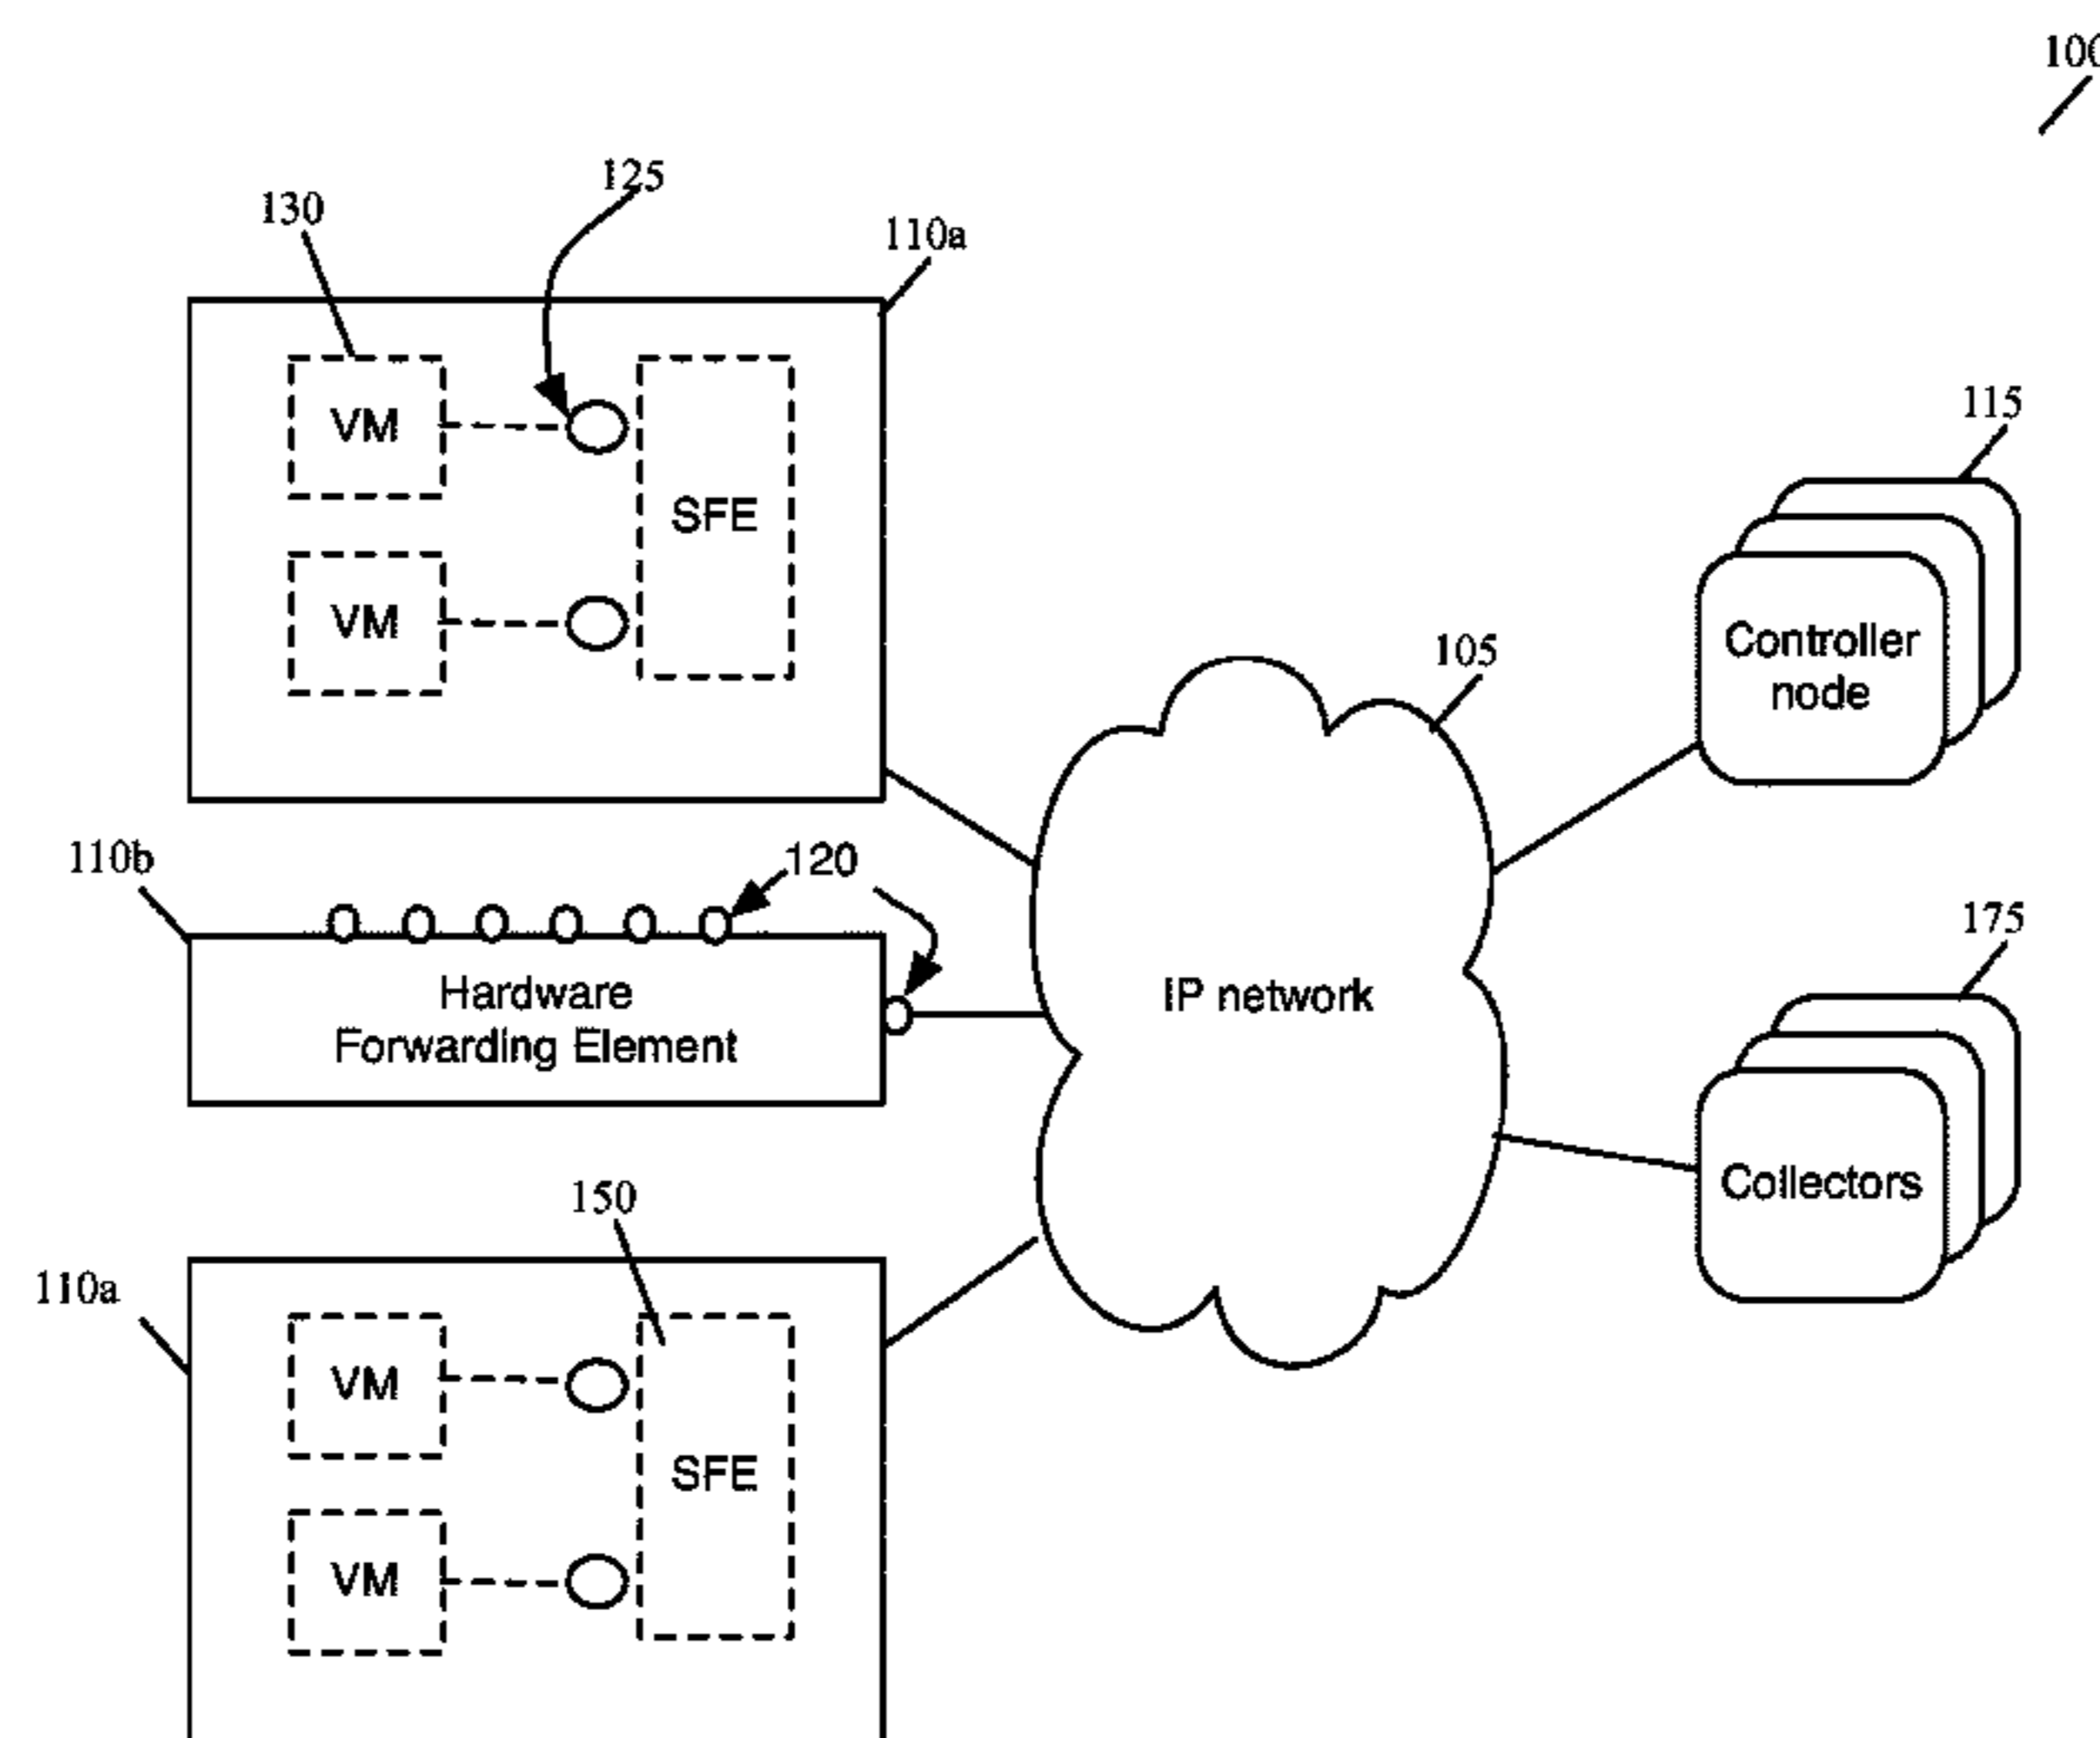 100
125
130
110a
VM
SFE
VM
115
Controller
node
105
110b
120
Hardware
Forwarding Element
IP network
175
Collectors
150
110a
VM
SFE
VM